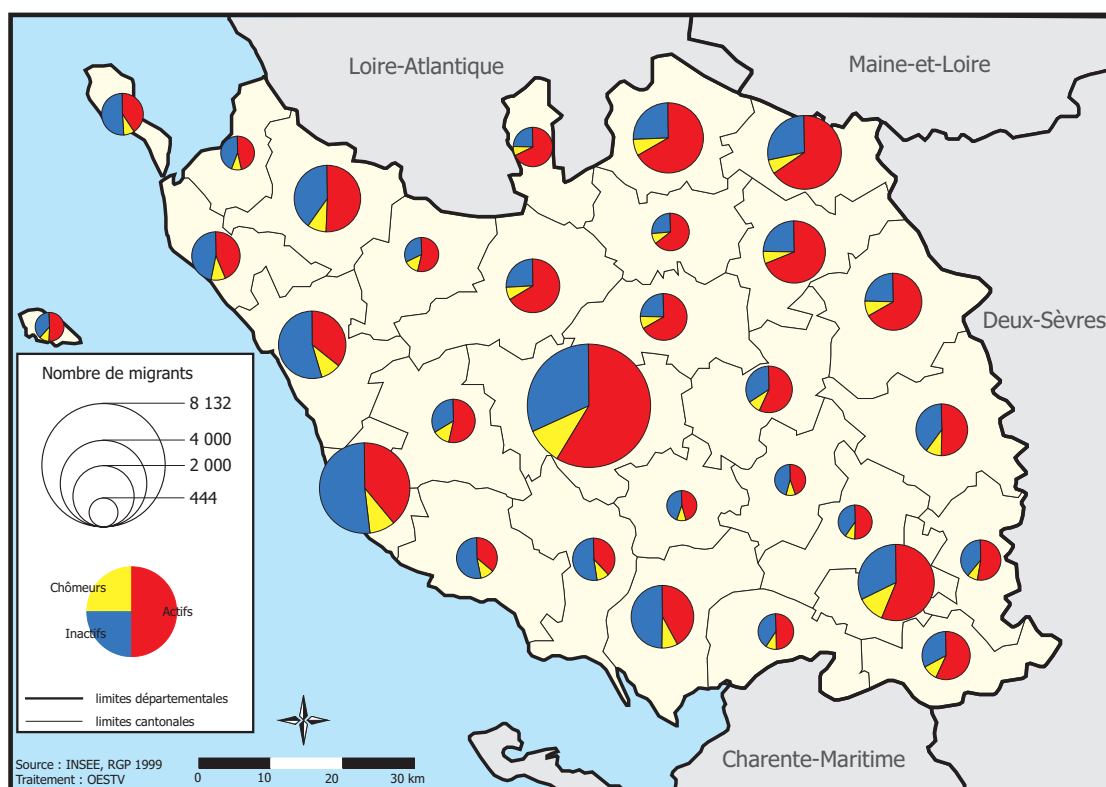 Loire-Atlantique
Maine-et-Loire
Deux-Sèvres
Charente-Maritime
Nombre de migrants
8 132
4 000
2 000
444
Chômeurs
Actifs
Inactifs
limites départementales
limites cantonales
Source : INSEE, RGP 1999
Traitement : OESTV
0 10 20 30 km